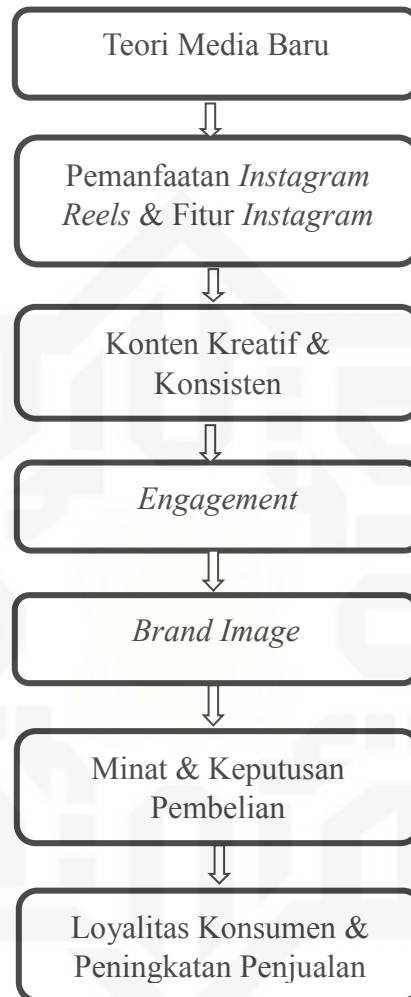 Teori Media Baru
Pemanfaatan Instagram
Reels & Fitur Instagram
Konten Kreatif &
Konsisten
Engagement
Brand Image
Minat & Keputusan
Pembelian
Loyalitas Konsumen &
Peningkatan Penjualan